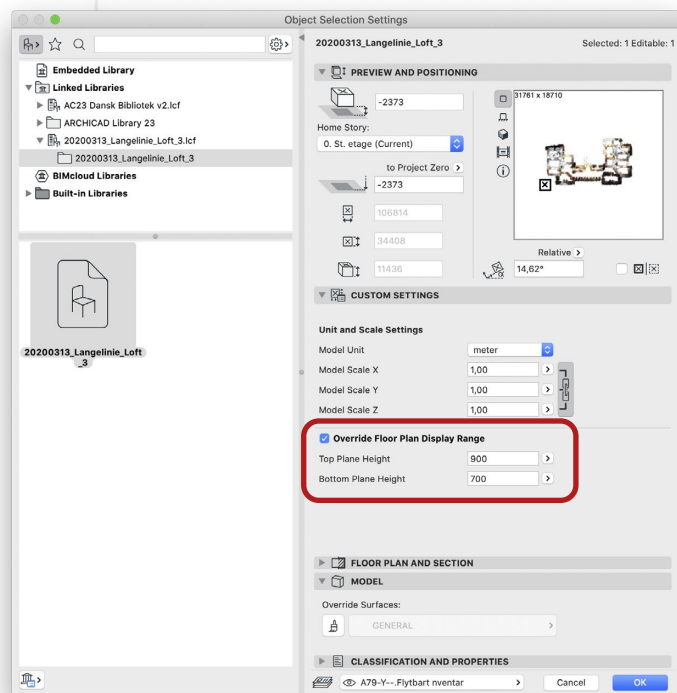 Object Selection Settings
Embedded Library
Linked Libraries
AC23 Dansk Bibliotek v2.lcf
ARCHICAD Library 23
20200313_Langelinie_Loft_3.lcf
20200313_Langelinie_Loft_3
BIMcloud Libraries
Built-in Libraries
20200313_Langelinie_Loft
_3
20200313_Langelinie_Loft_3
Selected: 1 Editable: 1
PREVIEW AND POSITIONING
-2373
Home Story:
0. St. etage (Current)
to Project Zero
-2373
106814
34408
11436
31761 x 18710
Relative
14,62°
CUSTOM SETTINGS
Unit and Scale Settings
Model Unit meter
Model Scale X 1,00
Model Scale Y 1,00
Model Scale Z 1,00
Override Floor Plan Display Range
Top Plane Height 900
Bottom Plane Height 700
FLOOR PLAN AND SECTION
MODEL
Override Surfaces:
GENERAL
CLASSIFICATION AND PROPERTIES
A79-Y--.Flytbart nventar
Cancel OK